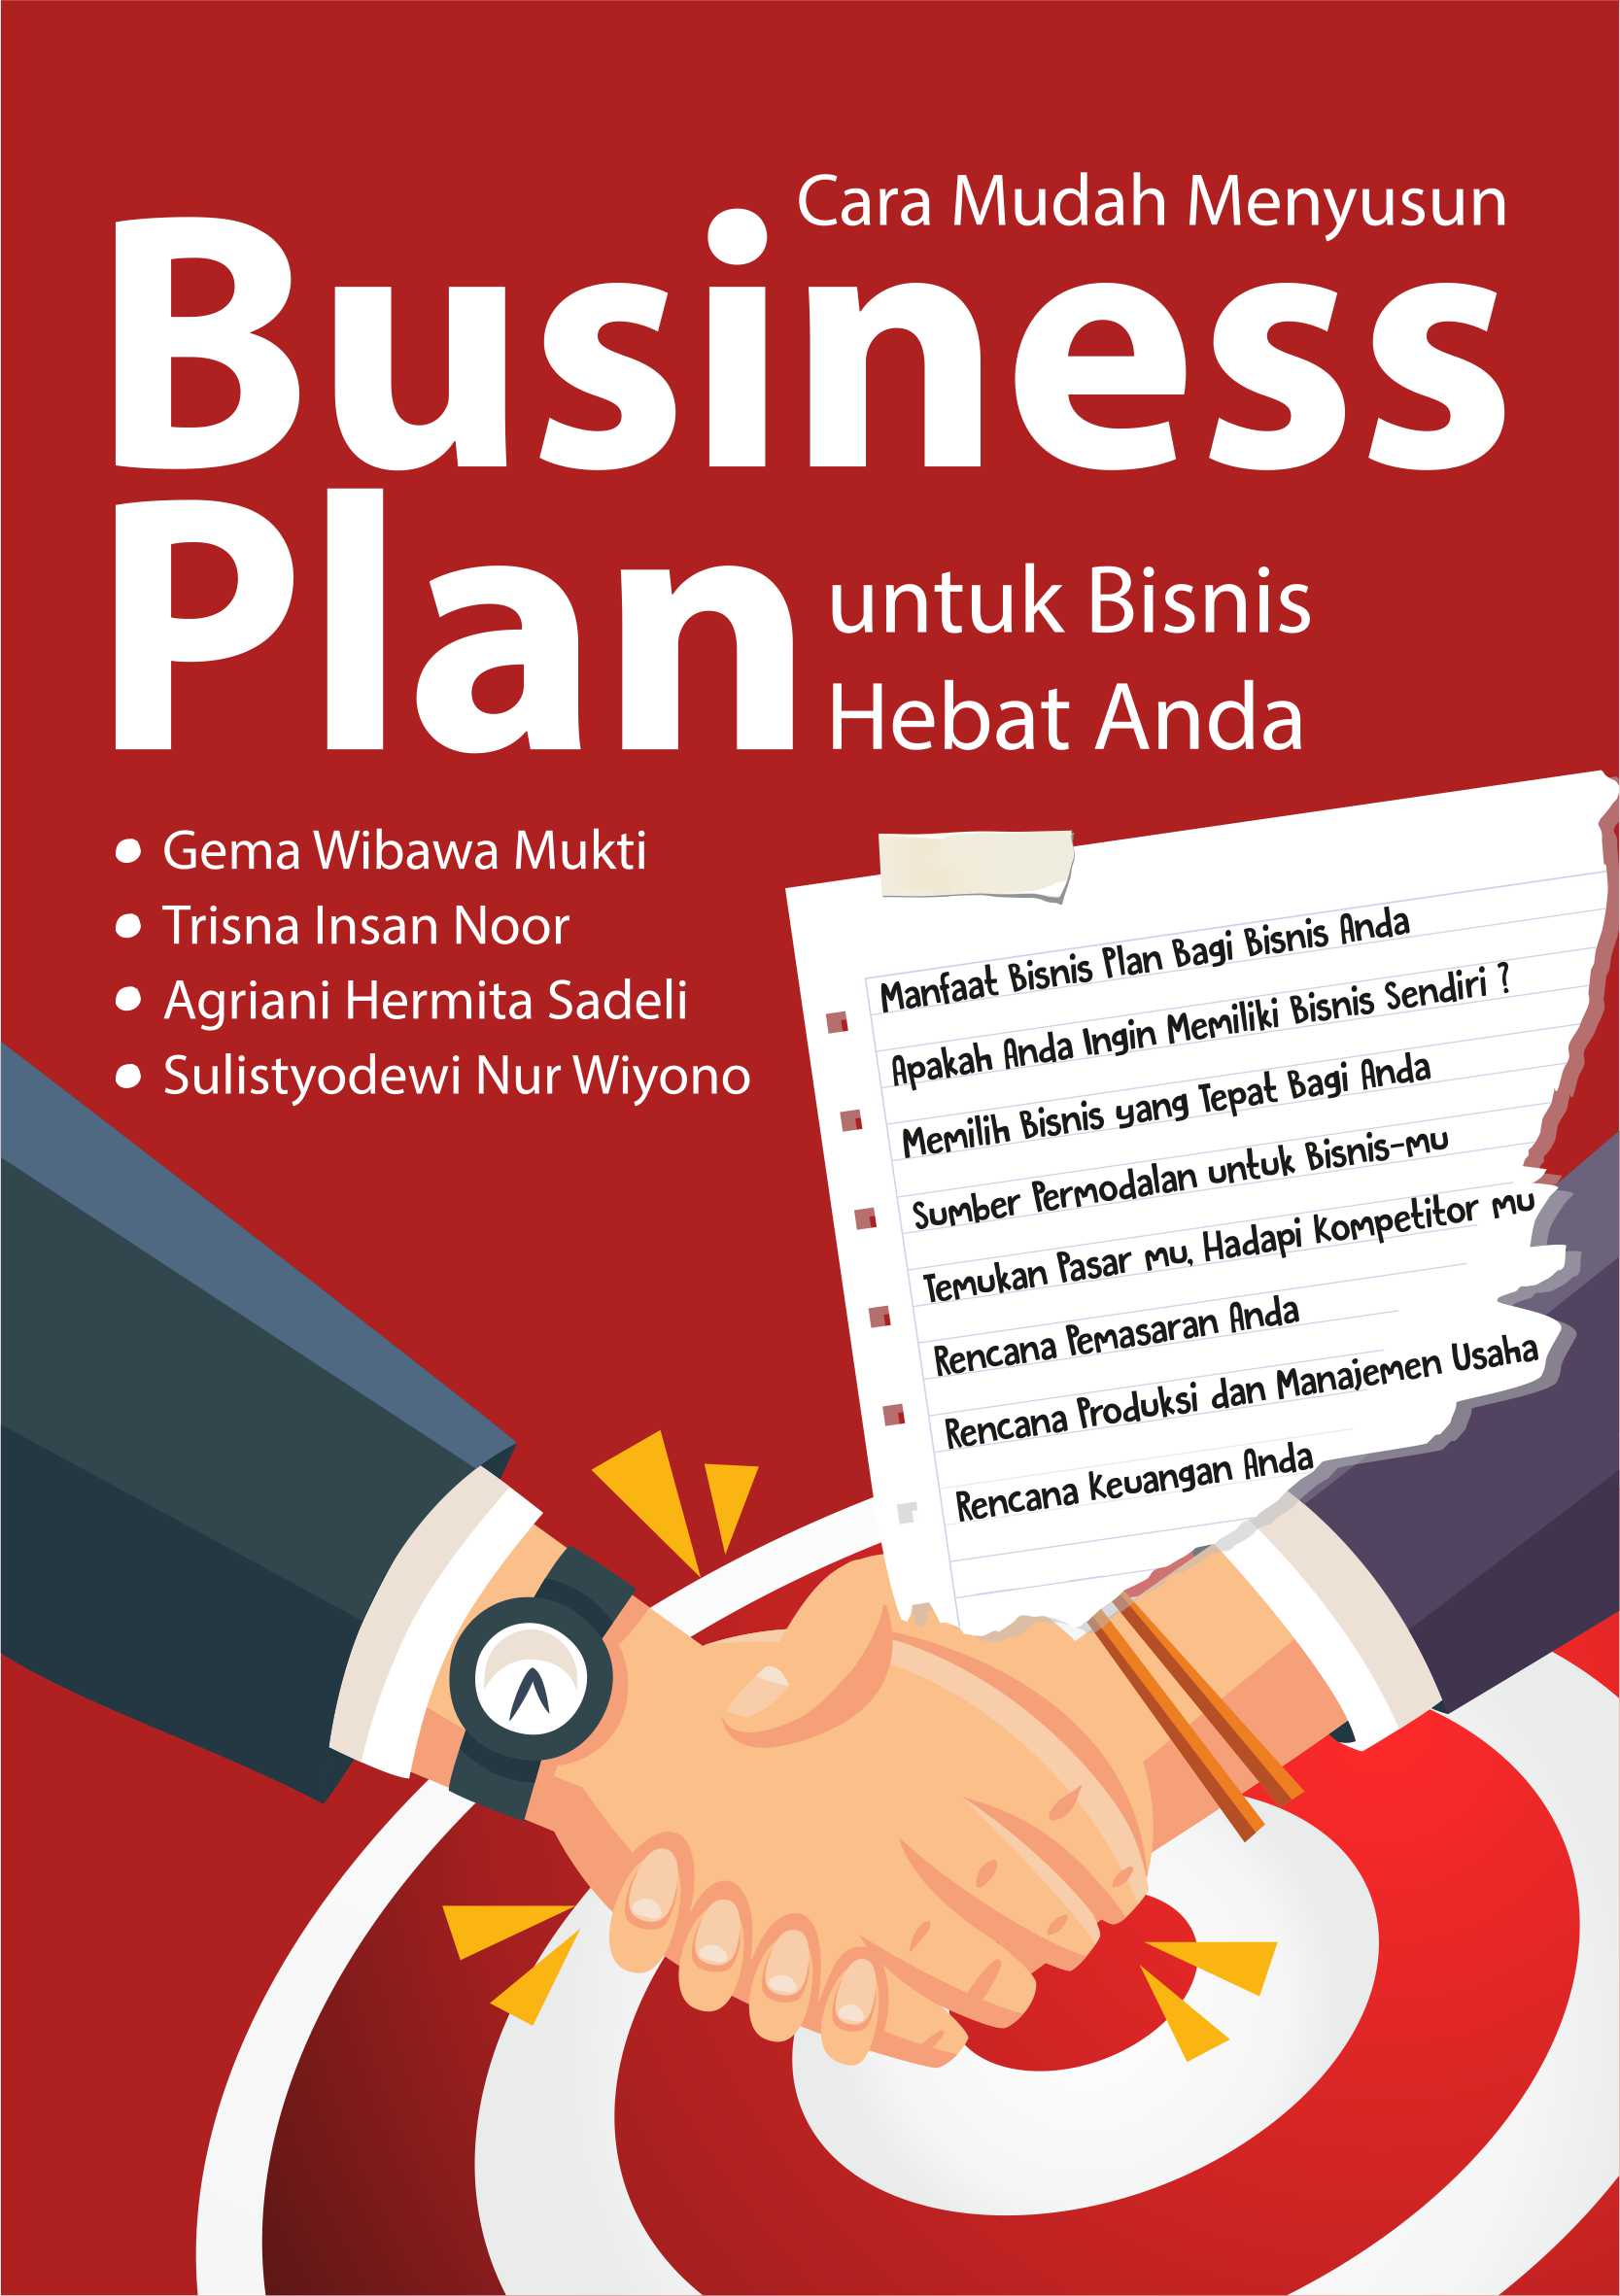 Cara Mudah Menyusun
Business
Plan
untuk Bisnis
Hebat Anda
Gema Wibawa Mukti
Trisna Insan Noor
Agriani Hermita Sadeli
Sulistyodewi Nur Wiyono
Manfaat Bisnis Plan Bagi Bisnis Anda
Apakah Anda Ingin Memiliki Bisnis Sendiri ?
Memilih Bisnis yang Tepat Bagi Anda
Sumber Permodalan untuk Bisnis-mu
Temukan Pasar mu, Hadapi Kompetitor mu
Rencana Pemasaran Anda
Rencana Produksi dan Manajemen Usaha
Rencana Keuangan Anda